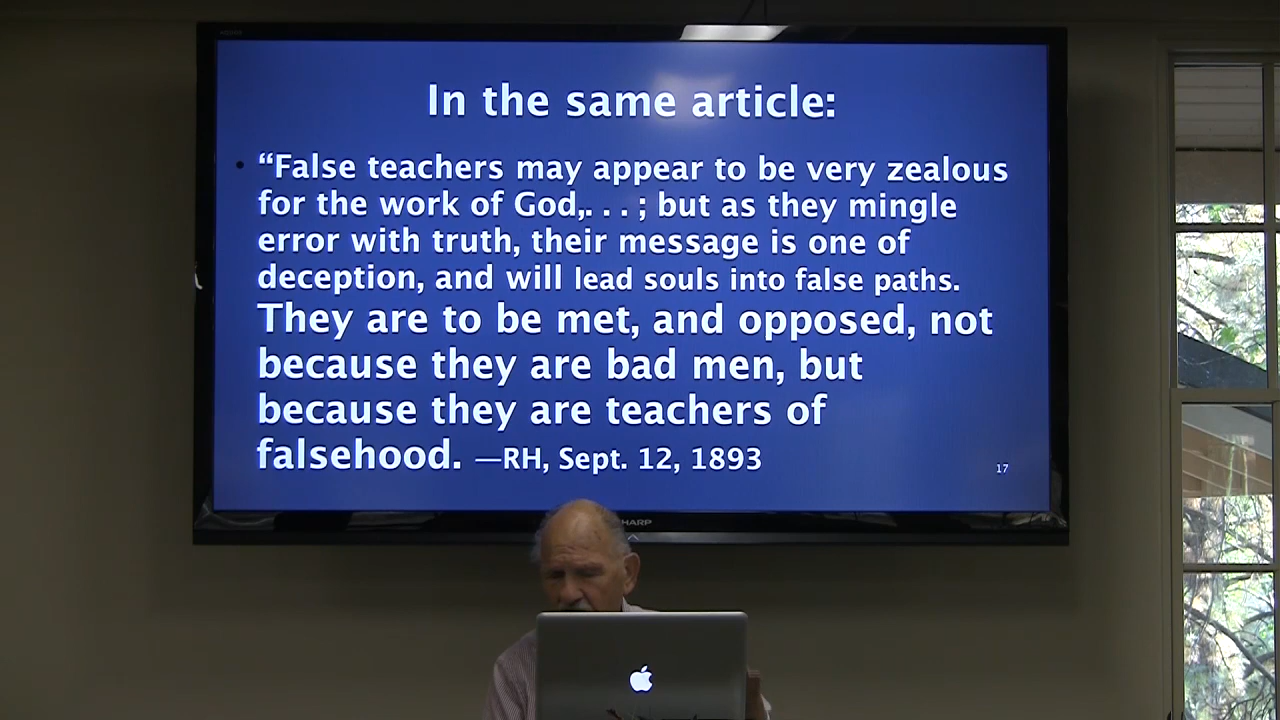 In the same article:
• “False teachers may appear to be very zealous
for the work of God,. . . ; but as they mingle
error with truth, their message is one of
deception, and will lead souls into false paths.
They are to be met, and opposed, not
because they are bad men, but
because they are teachers of
falsehood. —RH, Sept. 12, 1893
17
HARP